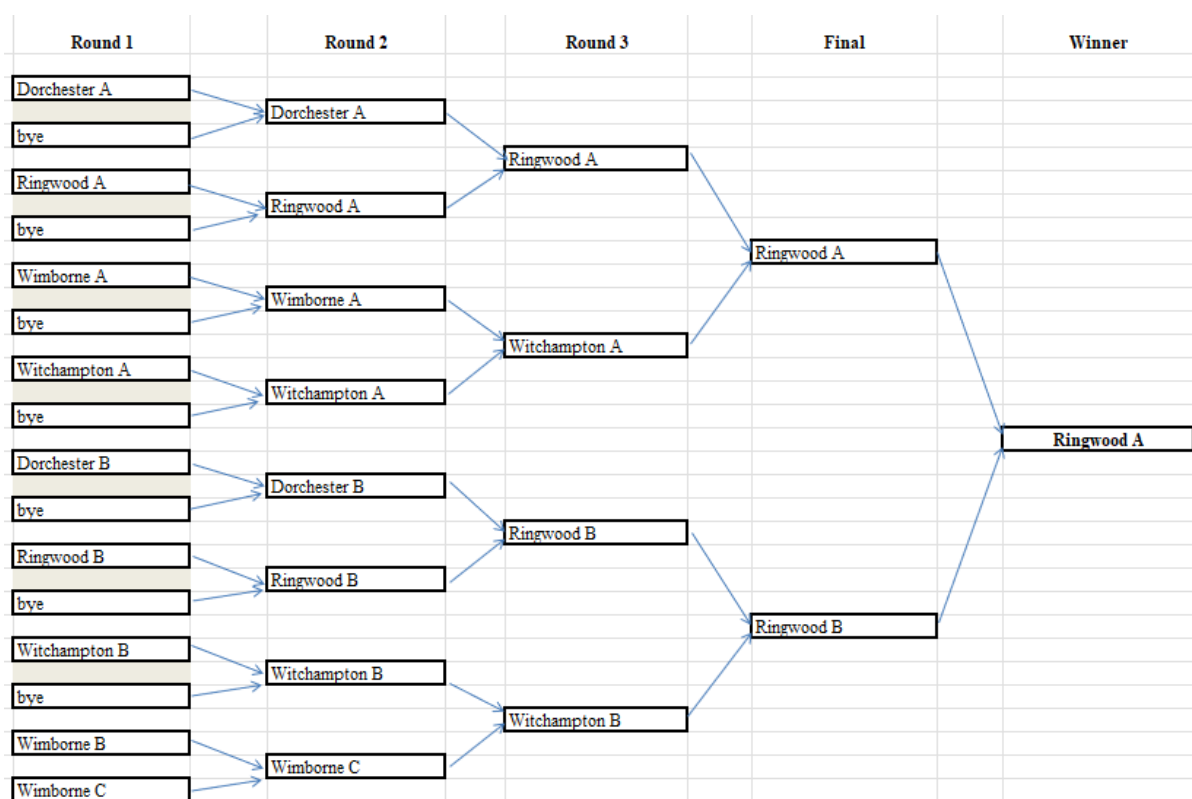 Round 1
Round 2
Round 3
Final
Winner
Dorchester A
bye
Ringwood A
bye
Wimborne A
bye
Witchampton A
bye
Dorchester B
bye
Ringwood B
bye
Witchampton B
bye
Wimborne B
Wimborne C
Dorchester A
Ringwood A
Wimborne A
Witchampton A
Dorchester B
Ringwood B
Witchampton B
Wimborne C
Ringwood A
Witchampton A
Ringwood B
Witchampton B
Ringwood A
Ringwood B
Ringwood A